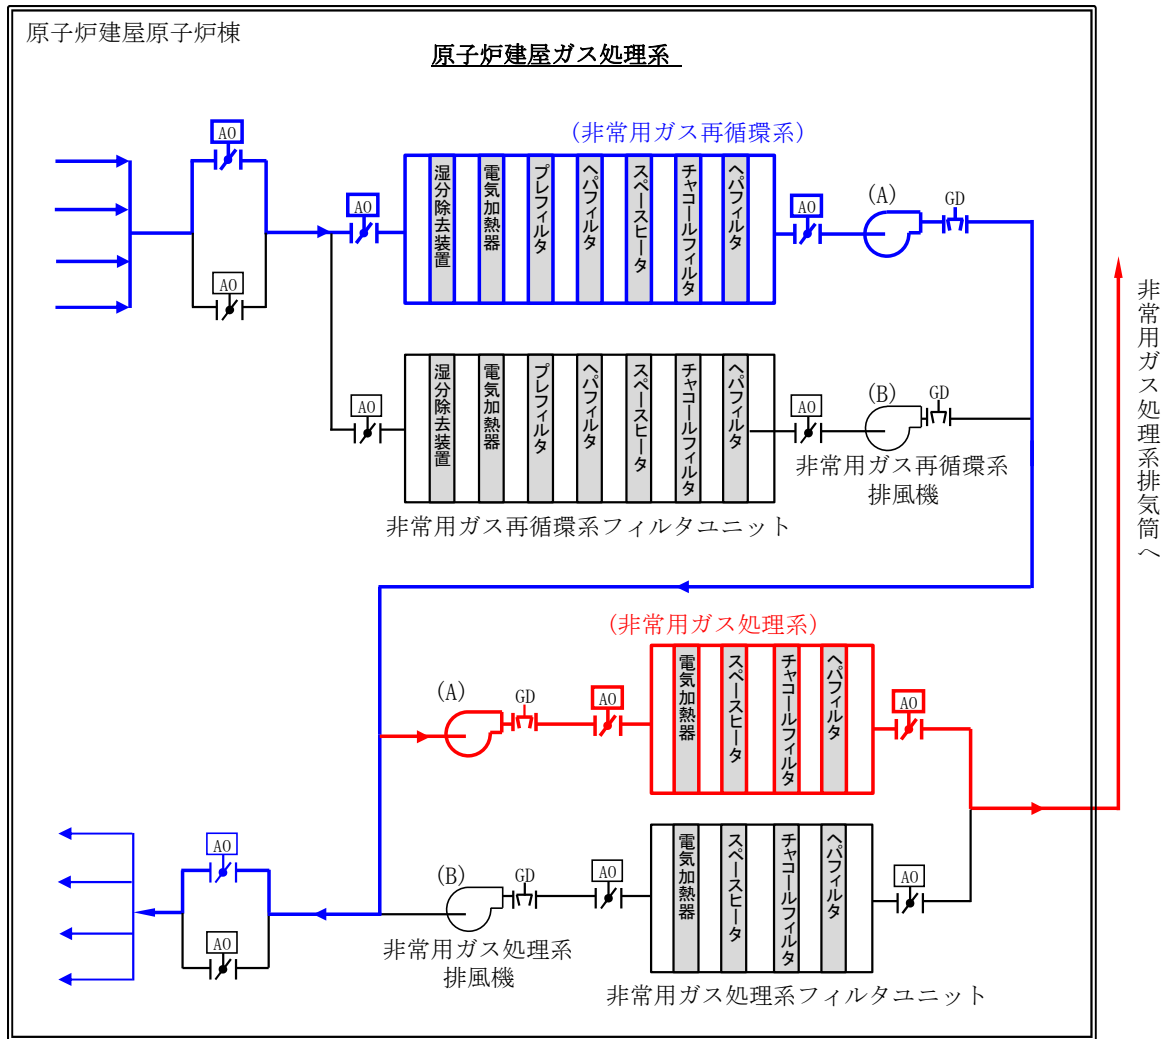 原子炉建屋原子炉棟
原子炉建屋ガス処理系
(非常用ガス再循環系)
AO
AO
AO
AO
(A)
GD
湿分除去装置
電気加熱器
プレフィルタ
ヘパフィルタ
スペースヒータ
チャコールフィルタ
ヘパフィルタ
AO
AO
(B)
GD
湿分除去装置
電気加熱器
プレフィルタ
ヘパフィルタ
スペースヒータ
チャコールフィルタ
ヘパフィルタ
非常用ガス再循環系
排風機
非常用ガス再循環系フィルタユニット
非常用ガス処理系排気筒へ
(非常用ガス処理系)
(A)
GD
AO
電気加熱器
スペースヒータ
チャコールフィルタ
ヘパフィルタ
AO
AO
AO
(B)
GD
AO
電気加熱器
スペースヒータ
チャコールフィルタ
ヘパフィルタ
AO
非常用ガス処理系
排風機
非常用ガス処理系フィルタユニット